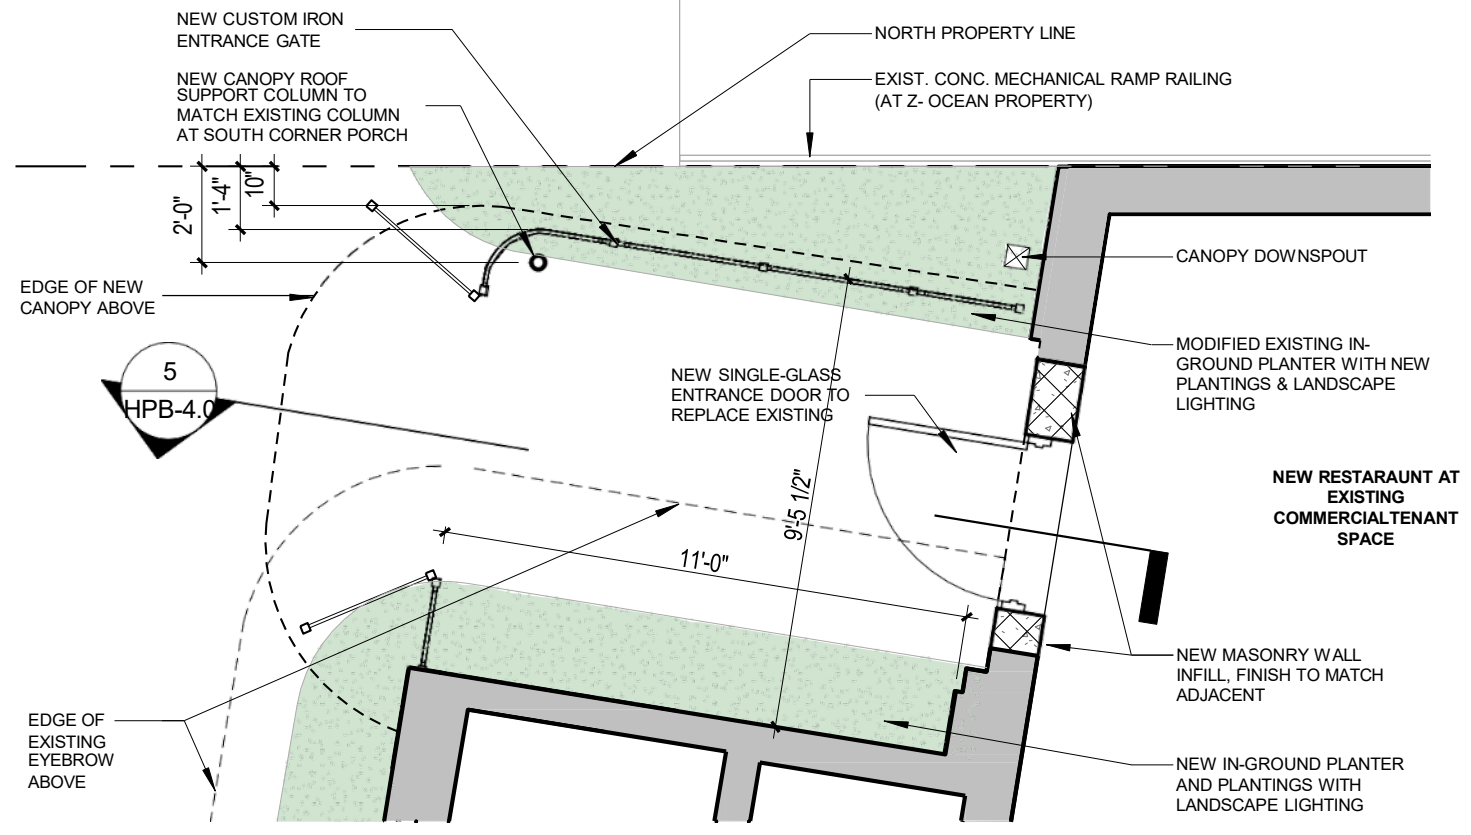 NEW CUSTOM IRON
ENTRANCE GATE
NEW CANOPY ROOF
SUPPORT COLUMN TO
MATCH EXISTING COLUMN
AT SOUTH CORNER PORCH
NORTH PROPERTY LINE
EXIST. CONC. MECHANICAL RAMP RAILING
(AT Z- OCEAN PROPERTY)
2'-0"
1'-4"
10"
EDGE OF NEW
CANOPY ABOVE
CANOPY DOWNSPOUT
5
HPB-4.0
NEW SINGLE-GLASS
ENTRANCE DOOR TO
REPLACE EXISTING
MODIFIED EXISTING IN-
GROUND PLANTER WITH NEW
PLANTINGS & LANDSCAPE
LIGHTING
9'-5 1/2"
11'-0"
NEW RESTARAUNT AT
EXISTING
COMMERCIALTENANT
SPACE
NEW MASONRY WALL
INFILL, FINISH TO MATCH
ADJACENT
EDGE OF
EXISTING
EYEBROW
ABOVE
NEW IN-GROUND PLANTER
AND PLANTINGS WITH
LANDSCAPE LIGHTING